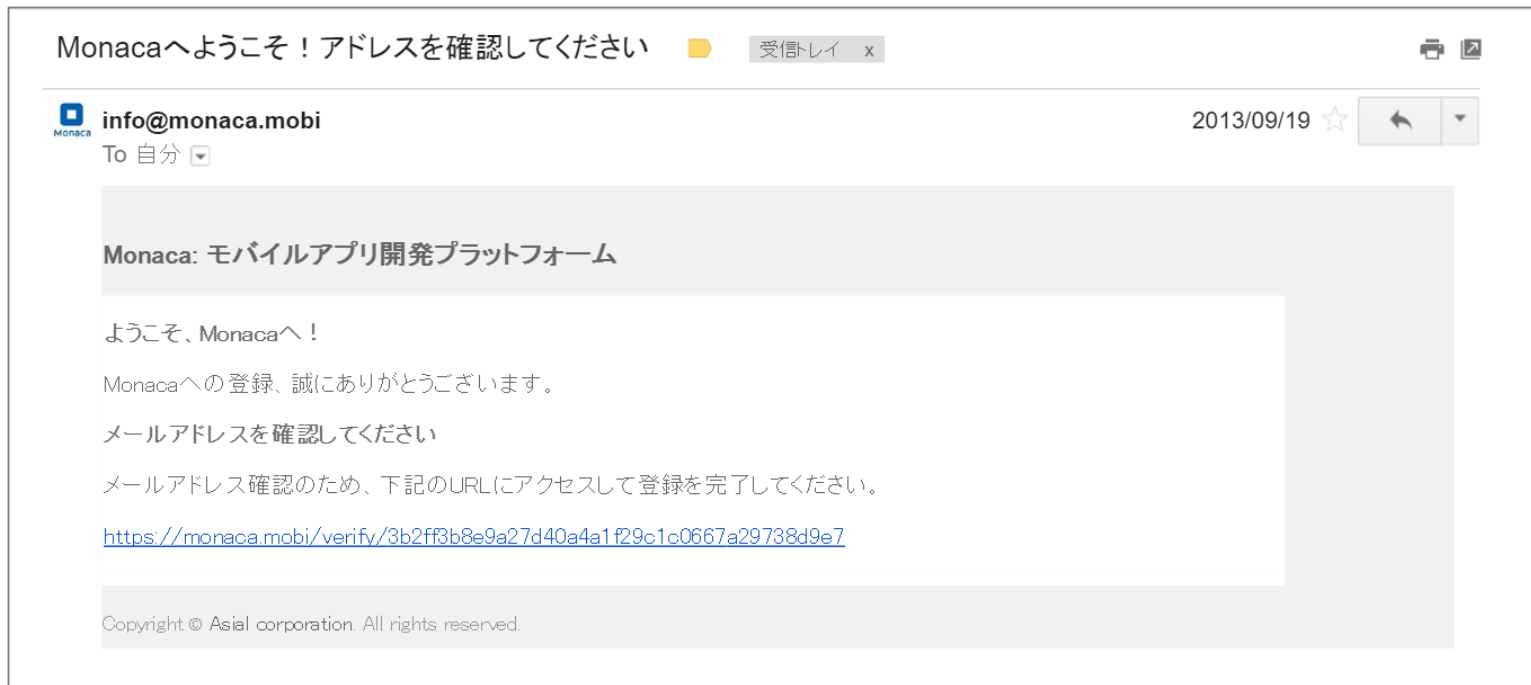 Monacaへようこそ！アドレスを確認してください 受信トレイ x
Monaca info@monaca.mobi 2013/09/19
To 自分
Monaca: モバイルアプリ開発プラットフォーム
ようこそ、Monacaへ！
Monacaへの登録、誠にありがとうございます。
メールアドレスを確認してください
メールアドレス確認のため、下記のURLにアクセスして登録を完了してください。
https://monaca.mobi/verify/3b2ff3b8e9a27d40a4a1f29c1c0667a29738d9e7
Copyright © Asial corporation. All rights reserved.